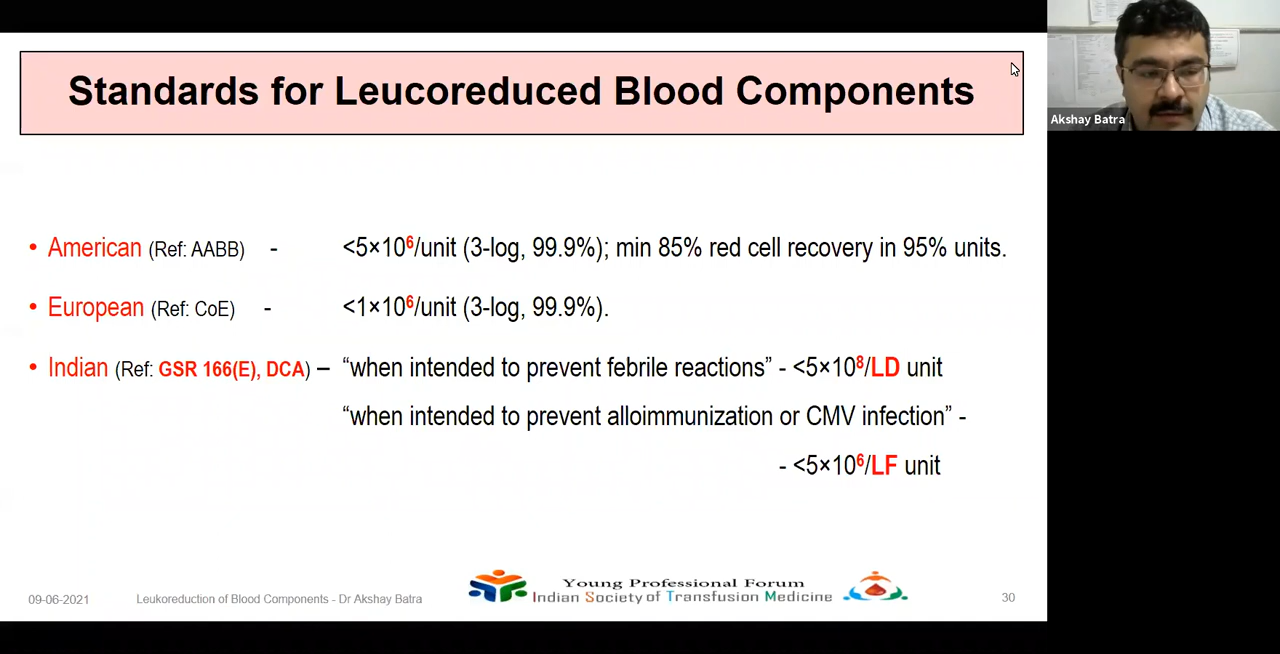 Standards for Leucoreduced Blood Components
Akshay Batra
• American (Ref: AABB) - <5×10⁶/unit (3-log, 99.9%); min 85% red cell recovery in 95% units.
• European (Ref: CoE) - <1×10⁶/unit (3-log, 99.9%).
• Indian (Ref: GSR 166(E), DCA) – “when intended to prevent febrile reactions” - <5×10⁸/LD unit
“when intended to prevent alloimmunization or CMV infection” -
- <5×10⁶/LF unit
09-06-2021 Leukoreduction of Blood Components - Dr Akshay Batra
Young Professional Forum
Indian Society of Transfusion Medicine
30